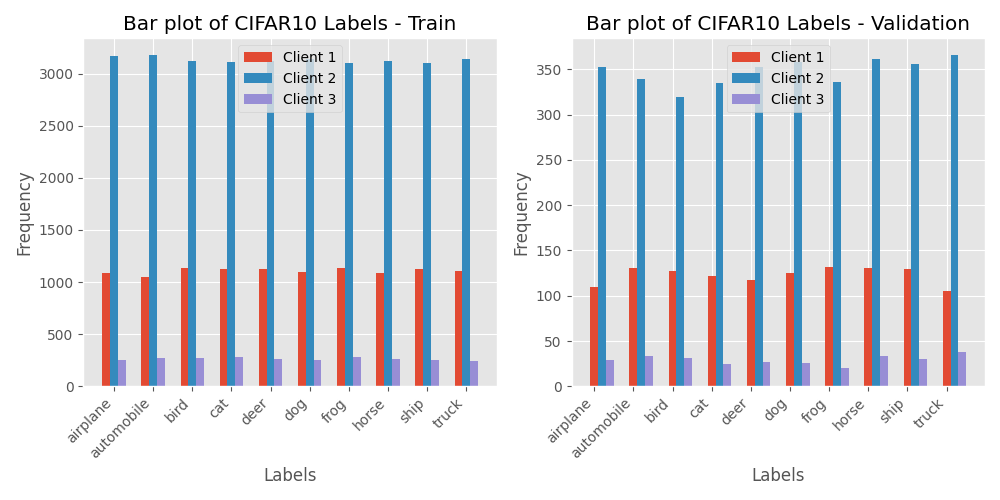 Bar plot of CIFAR10 Labels - Train
Client 1
Client 2
Client 3
3000
2500
2000
1500
1000
500
0
Frequency
airplane
automobile
bird
cat
deer
dog
frog
horse
ship
truck
Labels
Bar plot of CIFAR10 Labels - Validation
Client 1
Client 2
Client 3
350
300
250
200
150
100
50
0
Frequency
airplane
automobile
bird
cat
deer
dog
frog
horse
ship
truck
Labels